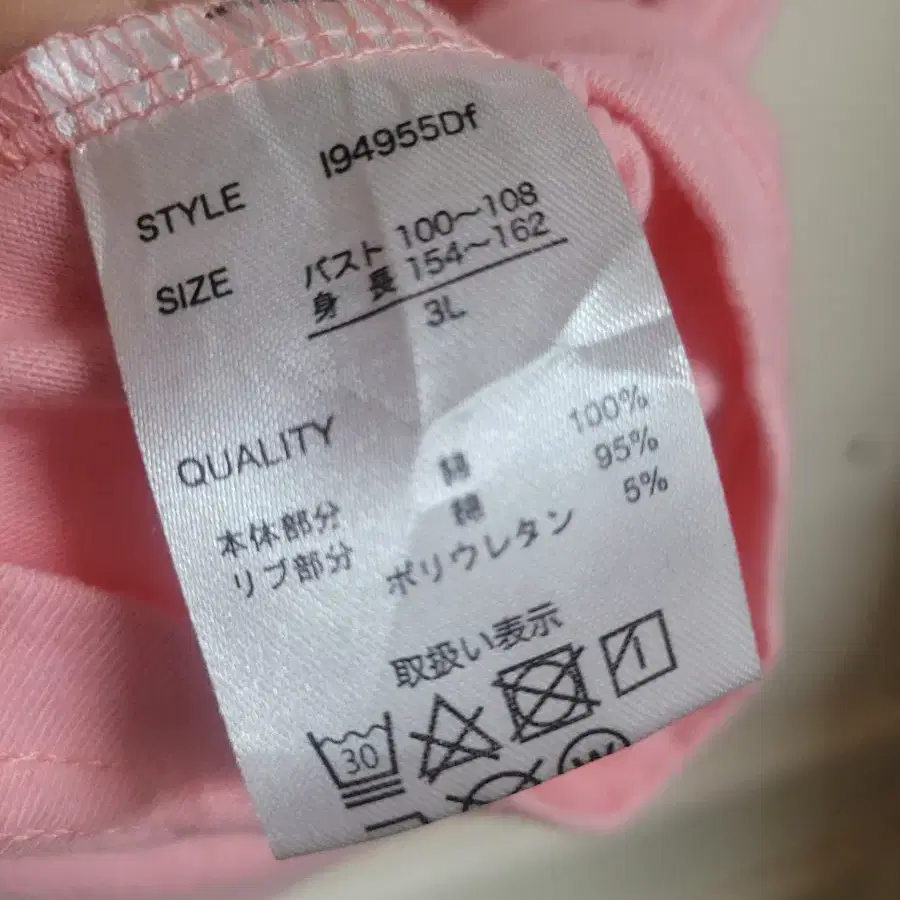 STYLE I94955Df
SIZE バスト 100〜108
身長 154〜162
3L
QUALITY
本体部分 綿 100%
リブ部分 綿 95%
ポリウレタン 5%
取扱い表示
30
W